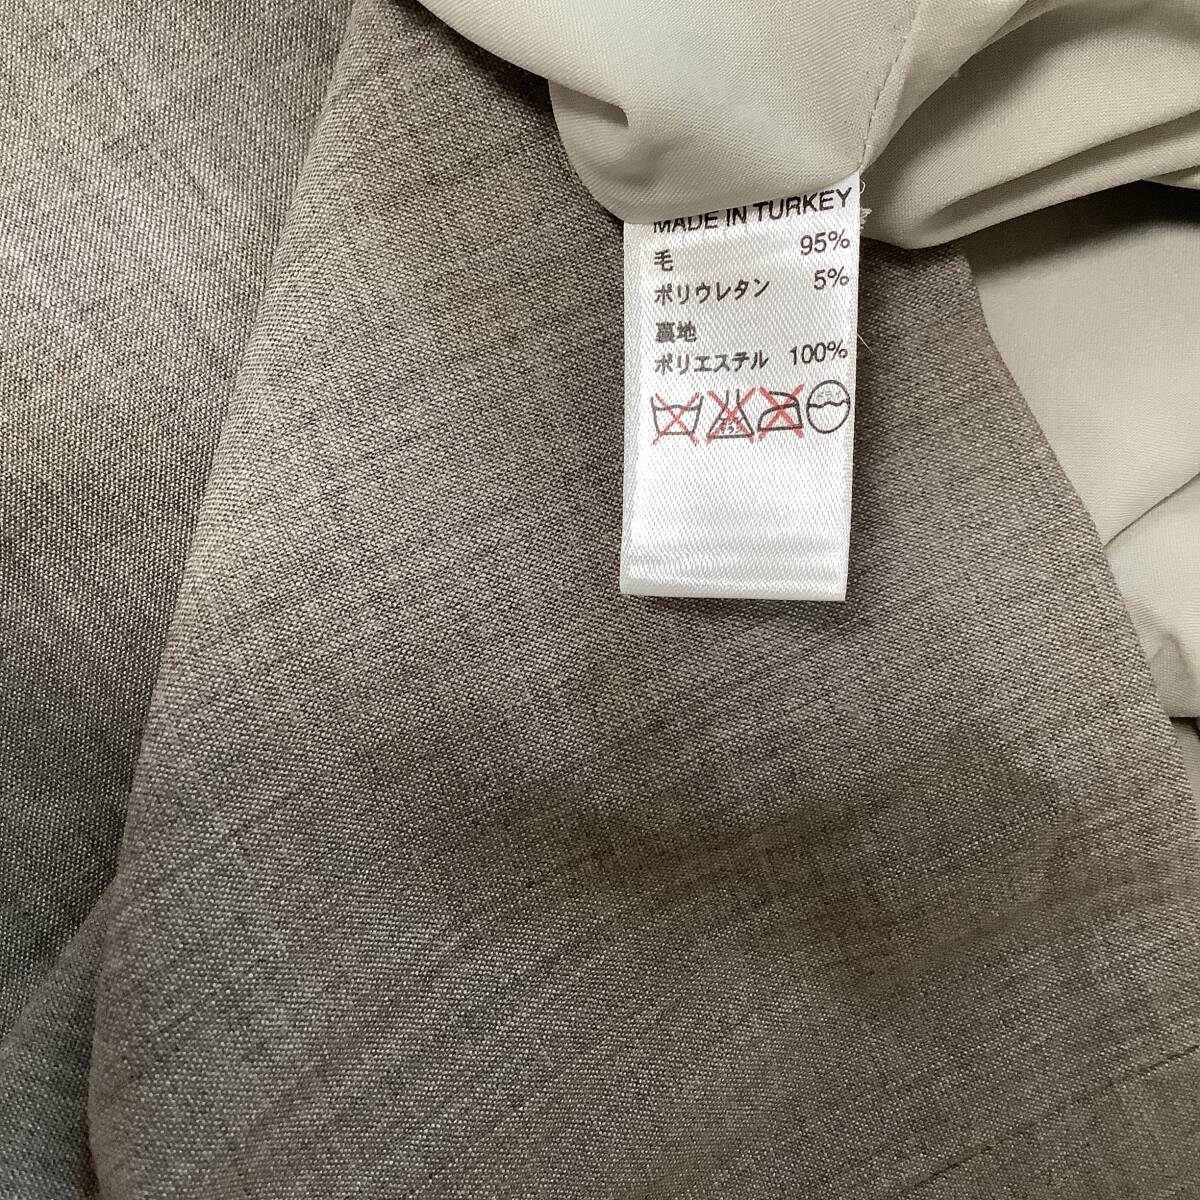 MADE IN TURKEY
毛 95%
ポリウレタン 5%
裏地
ポリエステル 100%